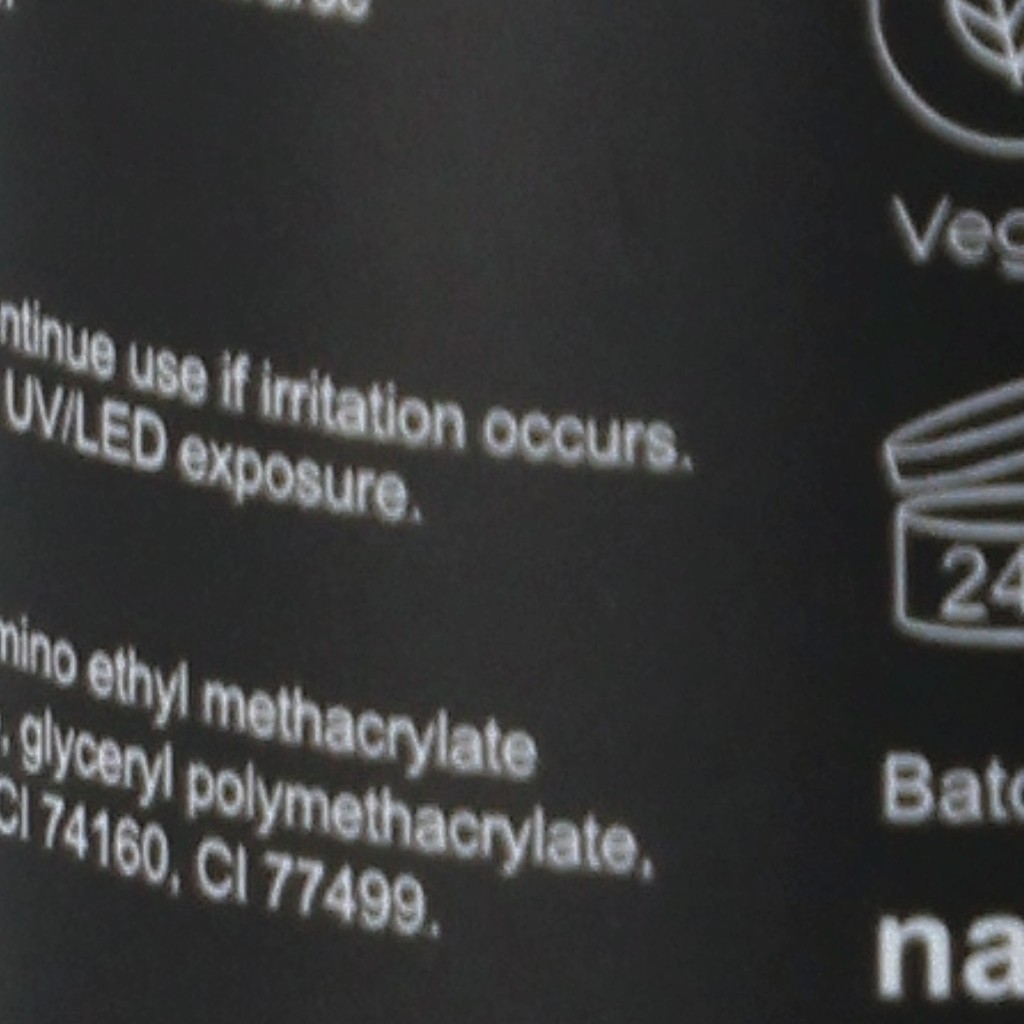 ntinue use if irritation occurs.
UV/LED exposure.
mino ethyl methacrylate
, glyceryl polymethacrylate,
CI 74160, CI 77499.
Veg
24
Batc
na